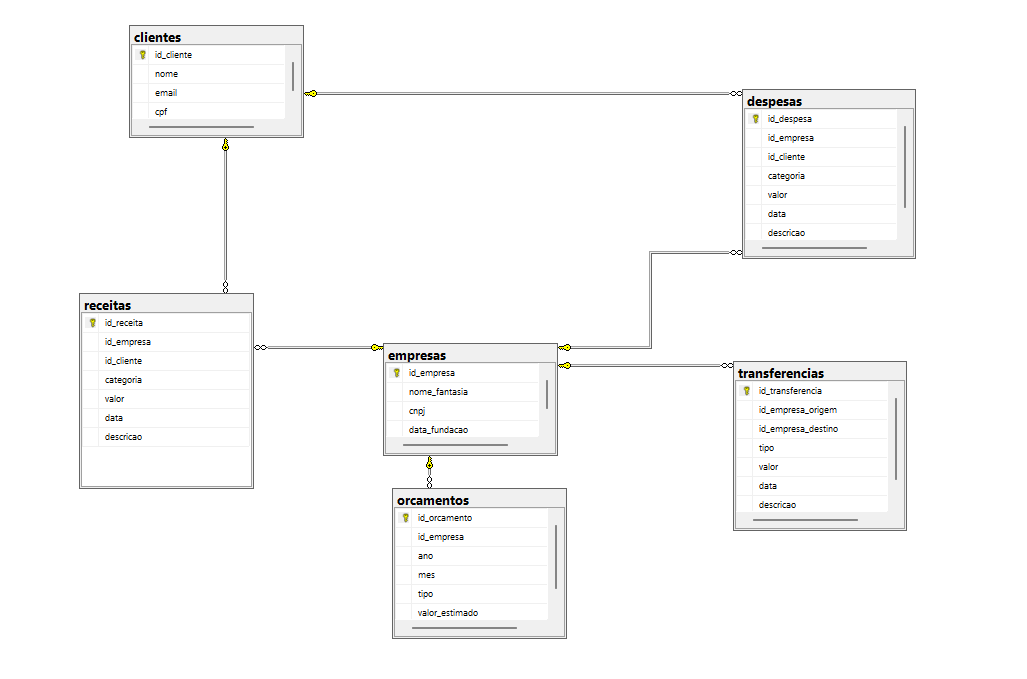 clientes
id_cliente
nome
email
cpf
despesas
id_despesa
id_empresa
id_cliente
categoria
valor
data
descricao
receitas
id_receita
id_empresa
id_cliente
categoria
valor
data
descricao
empresas
id_empresa
nome_fantasia
cnpj
data_fundacao
transferencias
id_transferencia
id_empresa_origem
id_empresa_destino
tipo
valor
data
descricao
orcamentos
id_orcamento
id_empresa
ano
mes
tipo
valor_estimado